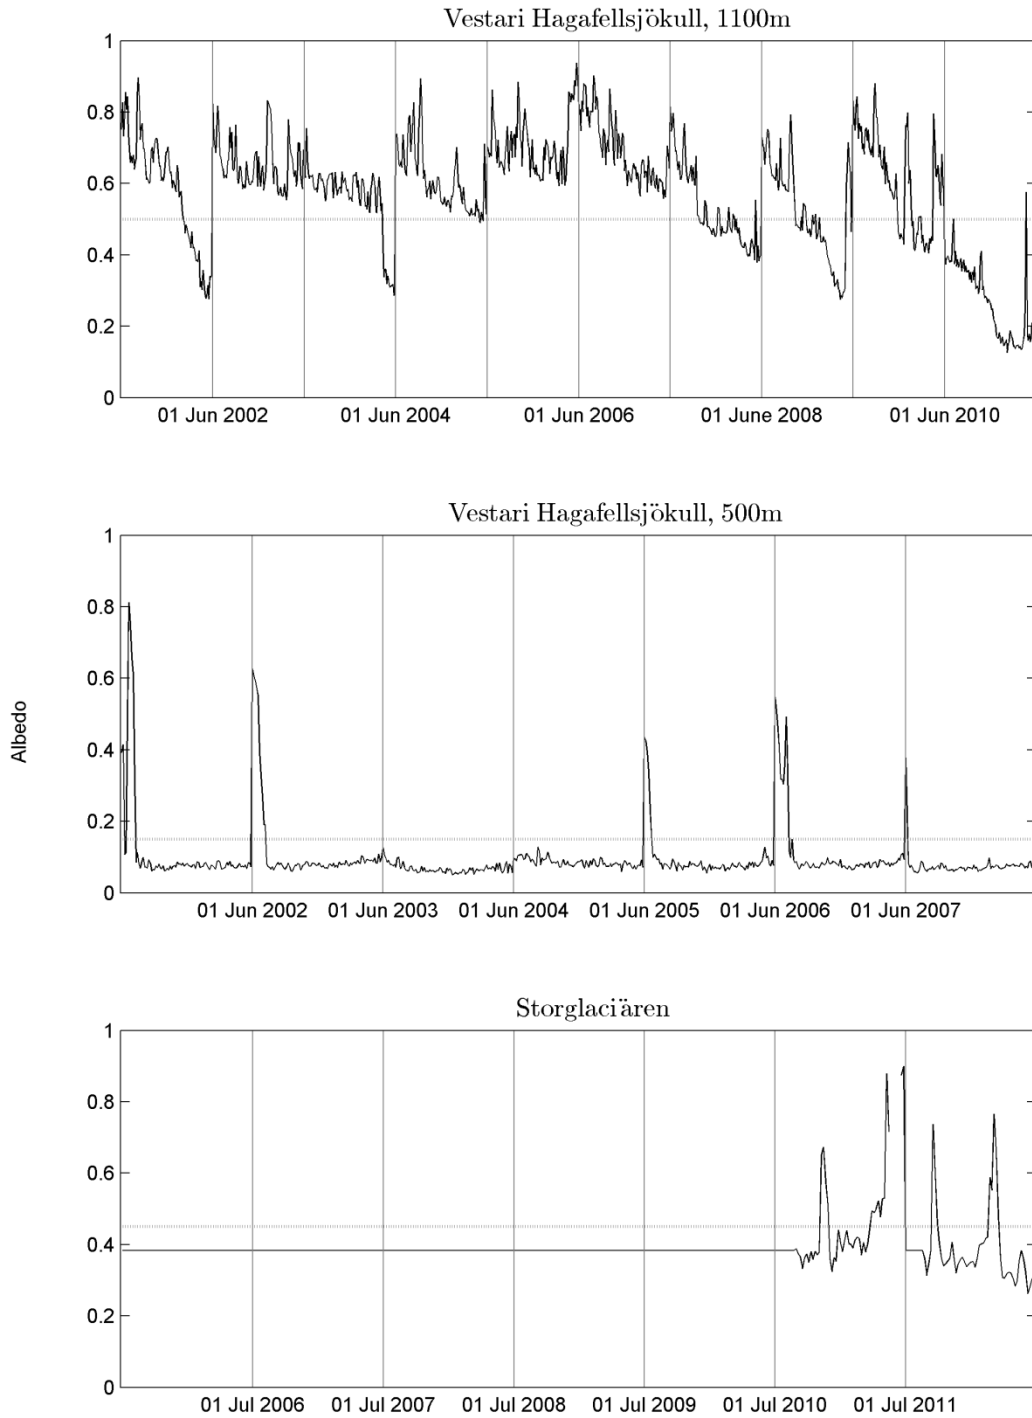 Vestari Hagafellsjökull, 1100m
1
0.8
0.6
0.4
0.2
0
01 Jun 2002 01 Jun 2004 01 Jun 2006 01 June 2008 01 Jun 2010
Vestari Hagafellsjökull, 500m
1
0.8
0.6
0.4
0.2
0
Albedo
01 Jun 2002 01 Jun 2003 01 Jun 2004 01 Jun 2005 01 Jun 2006 01 Jun 2007
Storglaciären
1
0.8
0.6
0.4
0.2
0
01 Jul 2006 01 Jul 2007 01 Jul 2008 01 Jul 2009 01 Jul 2010 01 Jul 2011